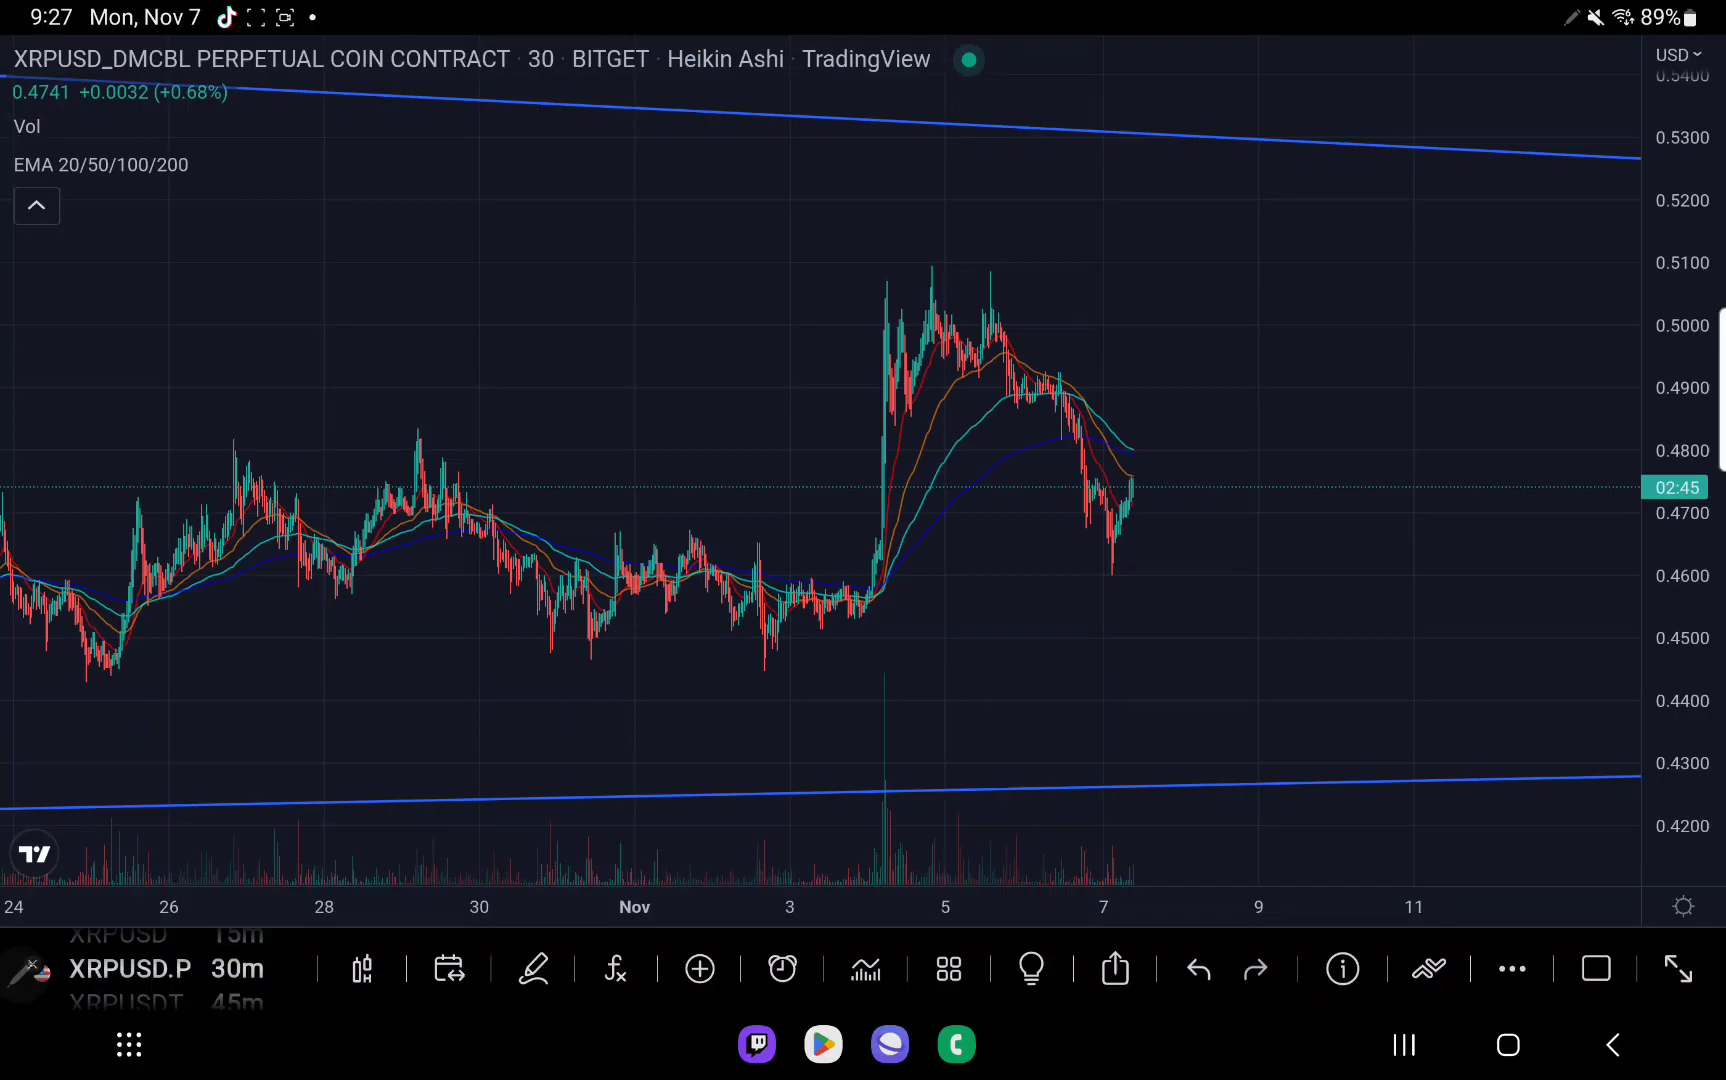 9:27 Mon, Nov 7 89%
XRPUSD_DMCBL PERPETUAL COIN CONTRACT · 30 · BITGET · Heikin Ashi · TradingView
USD
0.5400
0.4741 +0.0032 (+0.68%)
Vol
0.5300
EMA 20/50/100/200
0.5200
0.5100
0.5000
0.4900
0.4800
02:45
0.4700
0.4600
0.4500
0.4400
0.4300
0.4200
24 26 28 30 Nov 3 5 7 9 11
XRPUSD 15m
XRPUSD.P 30m
XRPUSDT 45m